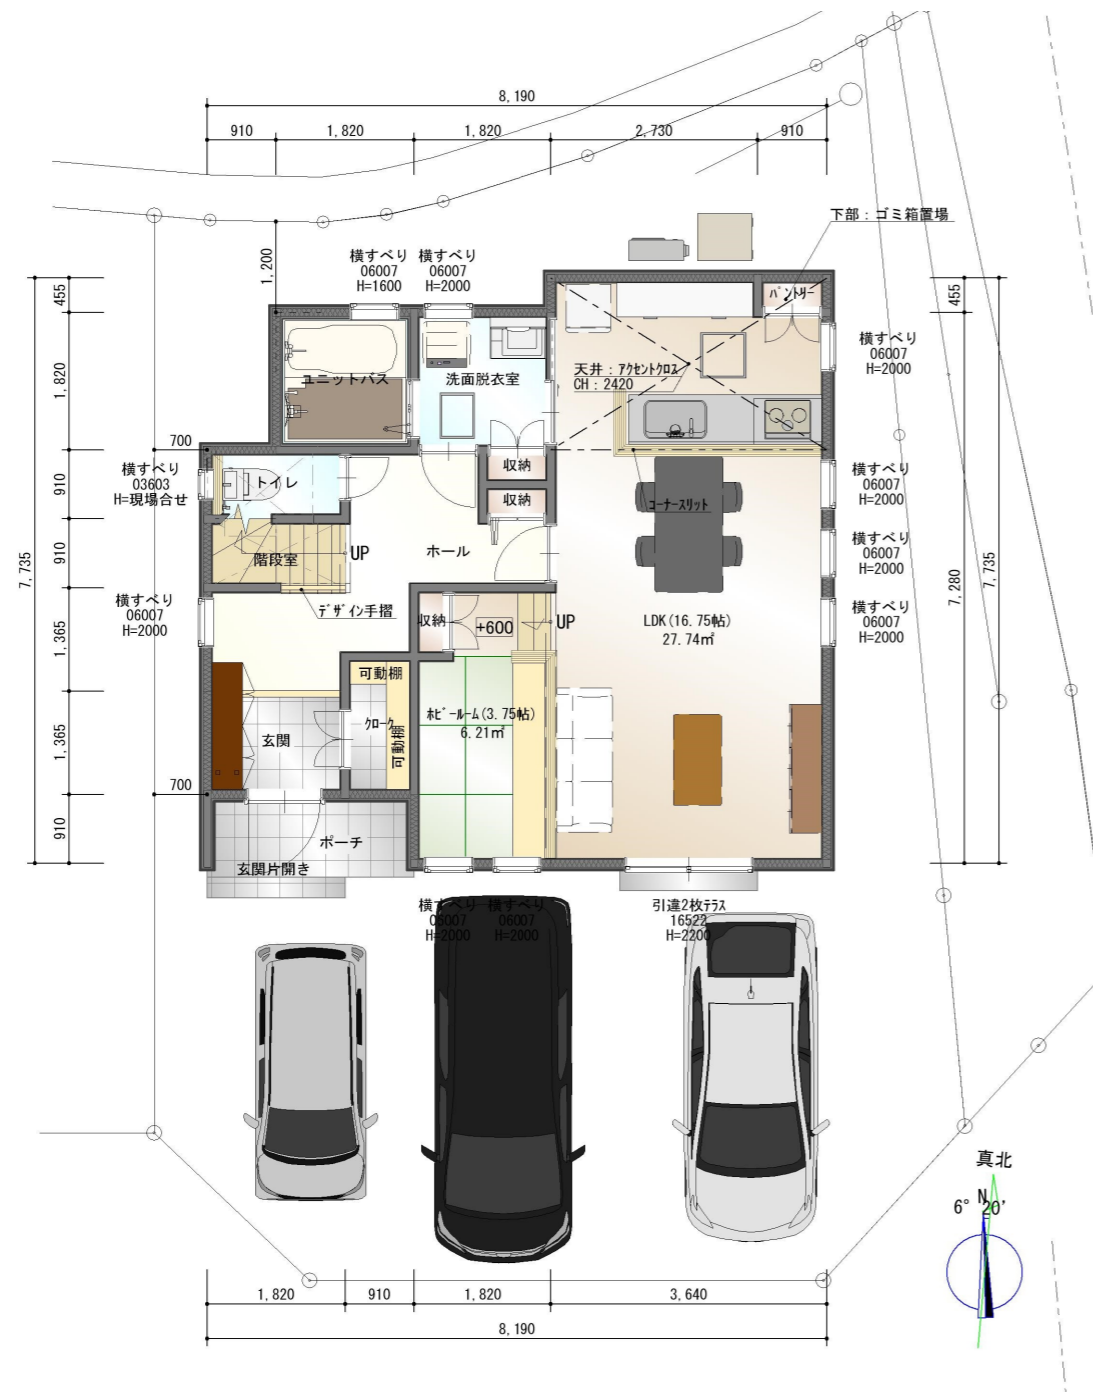 8,190
910
1,820
1,820
2,730
910
下部：ゴミ箱置場
1,200
横すべり
06007
H=1600
横すべり
06007
H=2000
455
1,820
910
910
1,365
1,365
910
7,735
455
7,280
7,735
パントリー
横すべり
06007
H=2000
天井：アクセントクロス
CH：2420
ユニットバス
洗面脱衣室
700
横すべり
03603
H=現場合せ
トイレ
収納
収納
コーナースリット
横すべり
06007
H=2000
階段室
UP
ホール
横すべり
06007
H=2000
デザイン手摺
横すべり
06007
H=2000
収納
+600
UP
LDK(16.75帖)
27.74㎡
横すべり
06007
H=2000
可動棚
クローク
可動棚
玄関
ホビールーム(3.75帖)
6.21㎡
700
ポーチ
玄関片開き
横すべり
06007
H=2000
横すべり
06007
H=2000
引違2枚テラス
16522
H=2200
真北
N
6° 20'
1,820
910
1,820
3,640
8,190